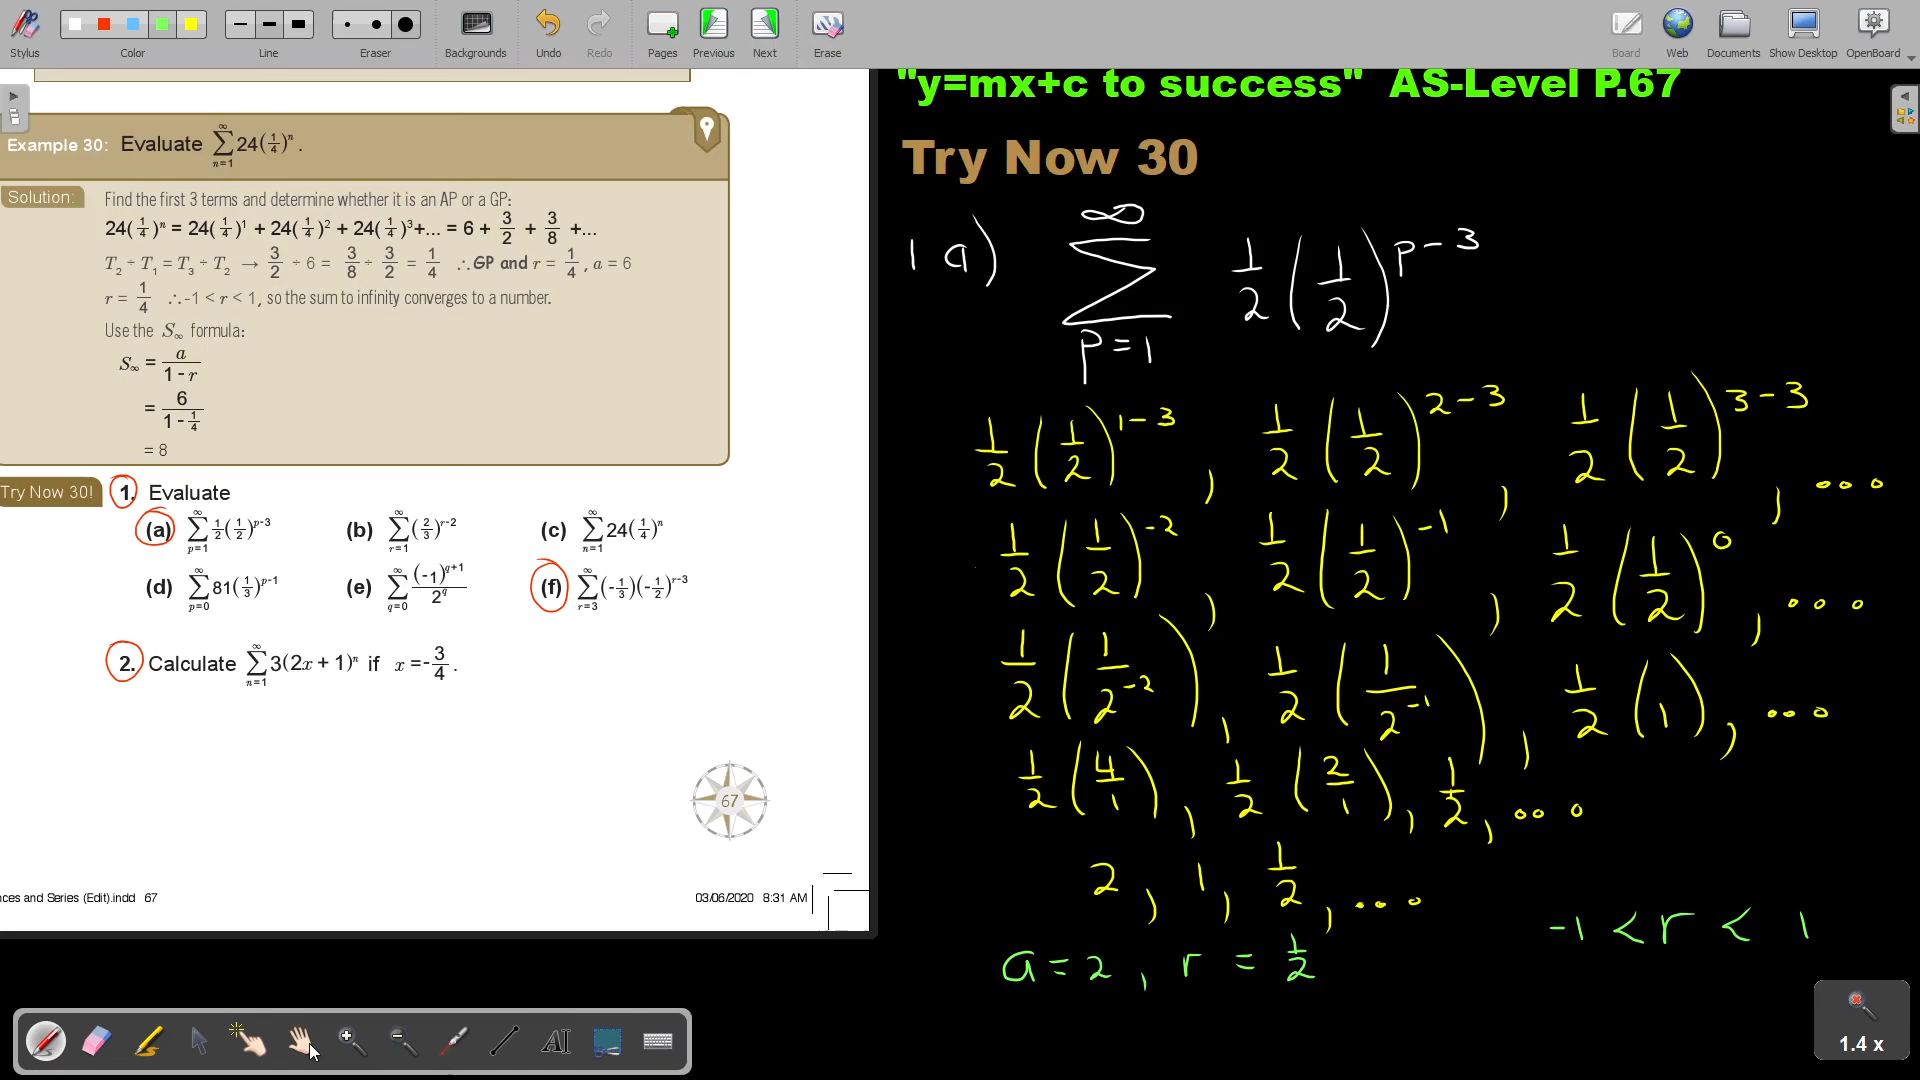 Stylus Color Line Eraser Backgrounds Undo Redo Pages Previous Next Erase Board Web Documents Show Desktop OpenBoard
"y=mx+c to success" AS-Level P.67
Example 30: Evaluate ∞ ∑ n=1 24(1/4)ⁿ.
Solution: Find the first 3 terms and determine whether it is an AP or a GP:
24(1/4)ⁿ = 24(1/4)¹ + 24(1/4)² + 24(1/4)³+... = 6 + 3/2 + 3/8 +...
T₂ ÷ T₁ = T₃ ÷ T₂ → 3/2 ÷ 6 = 3/8 ÷ 3/2 = 1/4 ∴GP and r = 1/4, a = 6
r = 1/4 ∴-1 < r < 1, so the sum to infinity converges to a number.
Use the S∞ formula:
S∞ = a/(1 - r)
= 6/(1 - 1/4)
= 8
Try Now 30! 1. Evaluate
(a) ∞ ∑ p=1 1/2(1/2)^(p-3) (b) ∞ ∑ r=1 (2/3)^(r-2) (c) ∞ ∑ n=1 24(1/4)ⁿ
(d) ∞ ∑ p=0 81(1/3)^(p-1) (e) ∞ ∑ q=0 (-1)^(q+1)/2^q (f) ∞ ∑ r=3 (-1/3)(-1/2)^(r-3)
2. Calculate ∞ ∑ n=1 3(2x + 1)ⁿ if x = -3/4.
67
nces and Series (Edit).indd 67 03/06/2020 8:31 AM
Try Now 30
1 a) ∞ ∑ p=1 1/2 (1/2)^(p-3)
1/2 (1/2)^(1-3) , 1/2 (1/2)^(2-3) , 1/2 (1/2)^(3-3) , ...
1/2 (1/2)^-2 , 1/2 (1/2)^-1 , 1/2 (1/2)^0 , ...
1/2 (1/2^-2) , 1/2 (1/2^-1) , 1/2 (1) , ...
1/2 (4/1) , 1/2 (2/1) , 1/2 , ...
2 , 1 , 1/2 , ...
a = 2 , r = 1/2 -1 < r < 1
AI
1.4 x